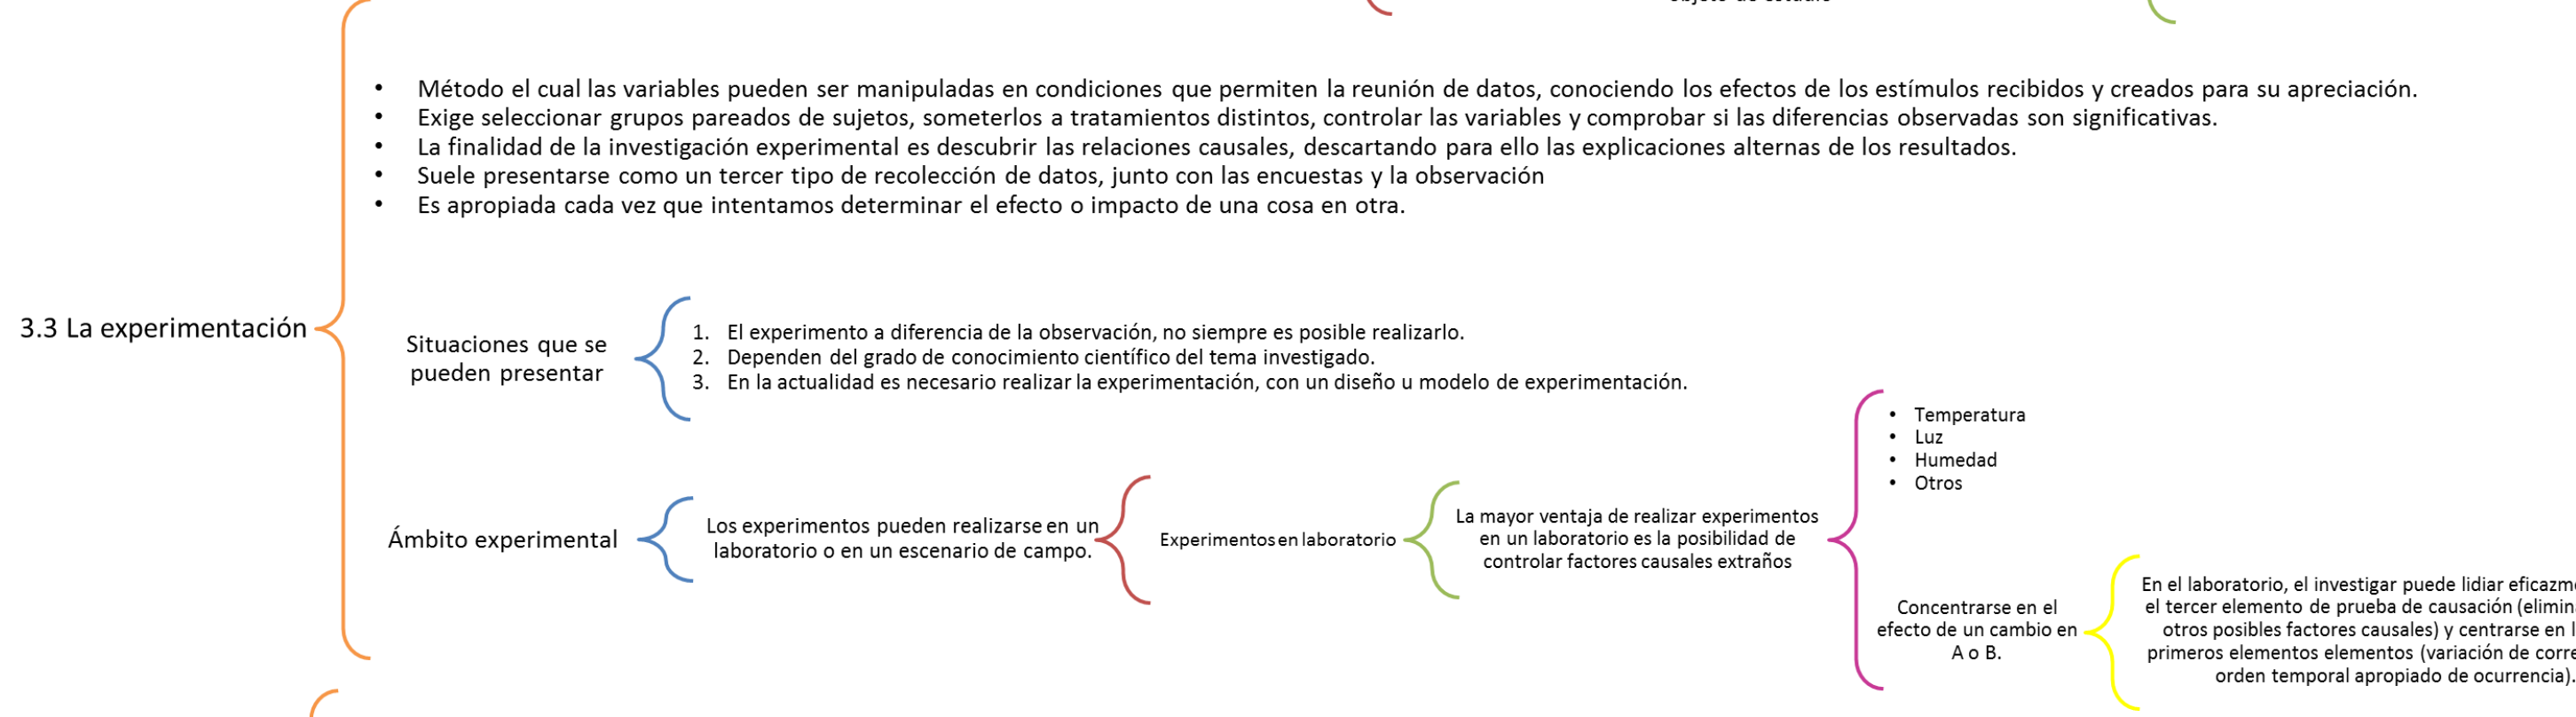 objeto de estudio
• Método el cual las variables pueden ser manipuladas en condiciones que permiten la reunión de datos, conociendo los efectos de los estímulos recibidos y creados para su apreciación.
• Exige seleccionar grupos pareados de sujetos, someterlos a tratamientos distintos, controlar las variables y comprobar si las diferencias observadas son significativas.
• La finalidad de la investigación experimental es descubrir las relaciones causales, descartando para ello las explicaciones alternas de los resultados.
• Suele presentarse como un tercer tipo de recolección de datos, junto con las encuestas y la observación
• Es apropiada cada vez que intentamos determinar el efecto o impacto de una cosa en otra.
3.3 La experimentación
Situaciones que se
pueden presentar
1. El experimento a diferencia de la observación, no siempre es posible realizarlo.
2. Dependen del grado de conocimiento científico del tema investigado.
3. En la actualidad es necesario realizar la experimentación, con un diseño u modelo de experimentación.
Ámbito experimental
Los experimentos pueden realizarse en un
laboratorio o en un escenario de campo.
Experimentos en laboratorio
La mayor ventaja de realizar experimentos
en un laboratorio es la posibilidad de
controlar factores causales extraños
• Temperatura
• Luz
• Humedad
• Otros
Concentrarse en el
efecto de un cambio en
A o B.
En el laboratorio, el investigar puede lidiar
el tercer elemento de prueba de causación
otros posibles factores causales) y centrarse en
primeros elementos elementos (variación de
orden temporal apropiado de ocurrencia).